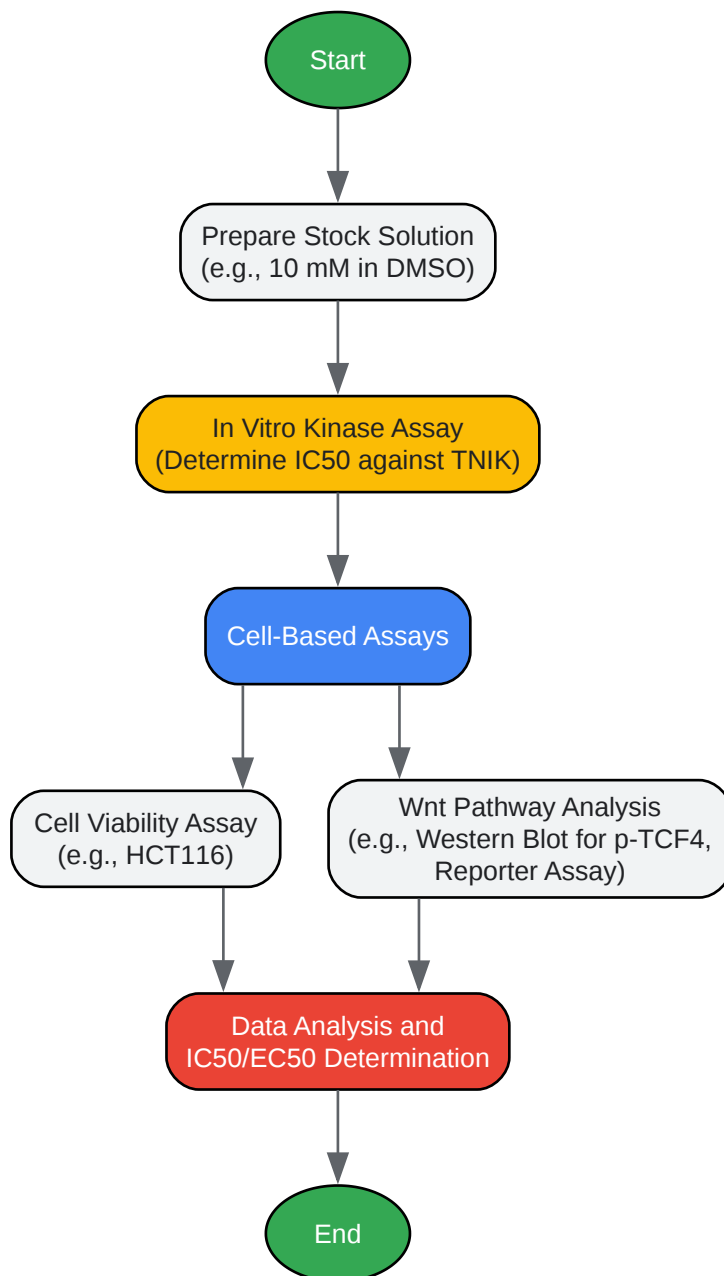 Start
Prepare Stock Solution
(e.g., 10 mM in DMSO)
In Vitro Kinase Assay
(Determine IC50 against TNIK)
Cell-Based Assays
Cell Viability Assay
(e.g., HCT116)
Wnt Pathway Analysis
(e.g., Western Blot for p-TCF4,
Reporter Assay)
Data Analysis and
IC50/EC50 Determination
End